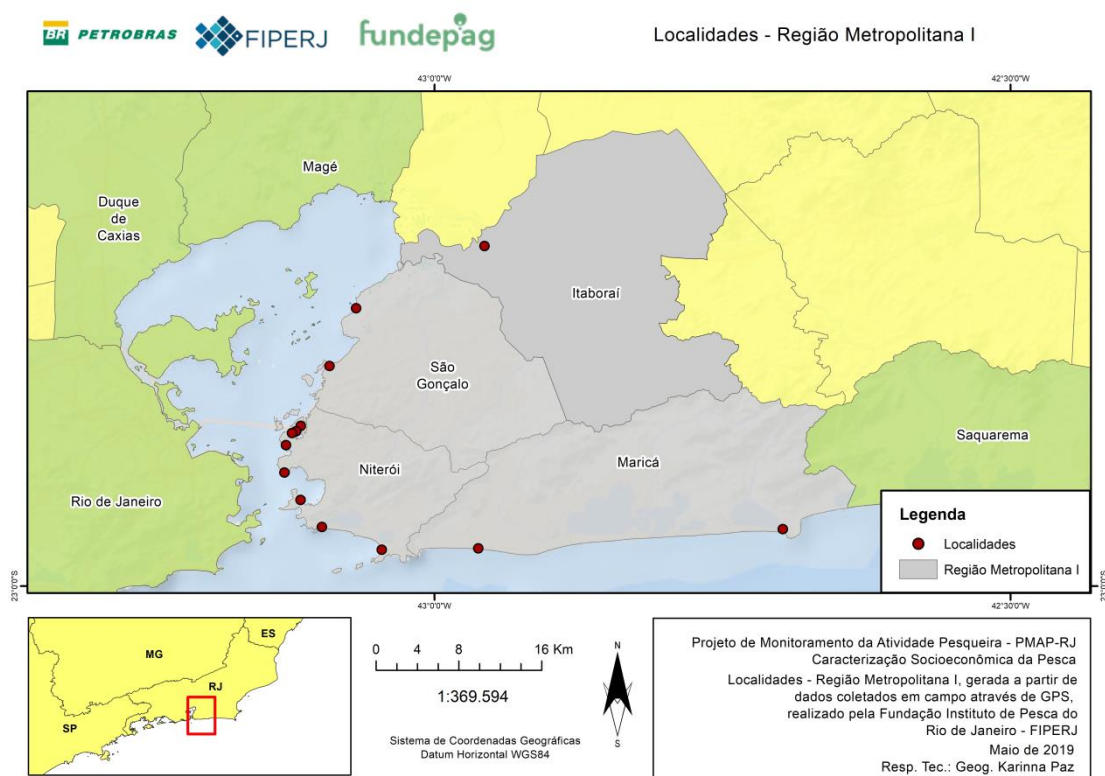 BR PETROBRAS
FIPERJ
fundepag
Localidades - Região Metropolitana I
43°0'0"W
42°30'0"W
Magé
Duque
de
Caxias
Itaboraí
São
Gonçalo
Saquarema
Maricá
Niterói
Rio de Janeiro
Legenda
Localidades
Região Metropolitana I
23°0'0"S
23°0'0"S
43°0'0"W
42°30'0"W
ES
MG
RJ
SP
0 4 8 16 Km
1:369.594
Sistema de Coordenadas Geográficas
Datum Horizontal WGS84
N
S
Projeto de Monitoramento da Atividade Pesqueira - PMAP-RJ
Caracterização Socioeconômica da Pesca
Localidades - Região Metropolitana I, gerada a partir de
dados coletados em campo através de GPS,
realizado pela Fundação Instituto de Pesca do
Rio de Janeiro - FIPERJ
Maio de 2019
Resp. Tec.: Geog. Karinna Paz